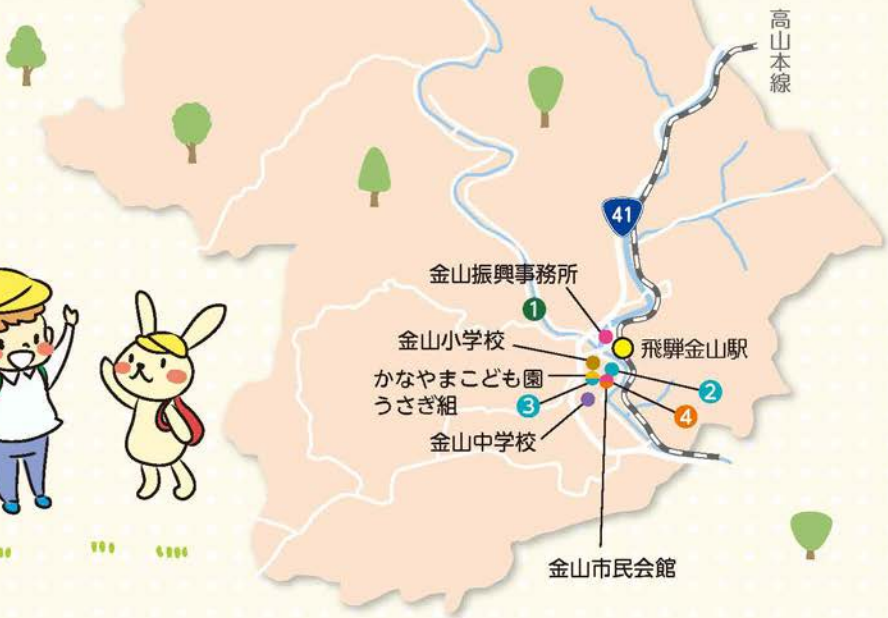 高山本線
41
金山振興事務所
1
金山小学校
飛騨金山駅
かなやまこども園
うさぎ組
3
2
4
金山中学校
金山市民会館